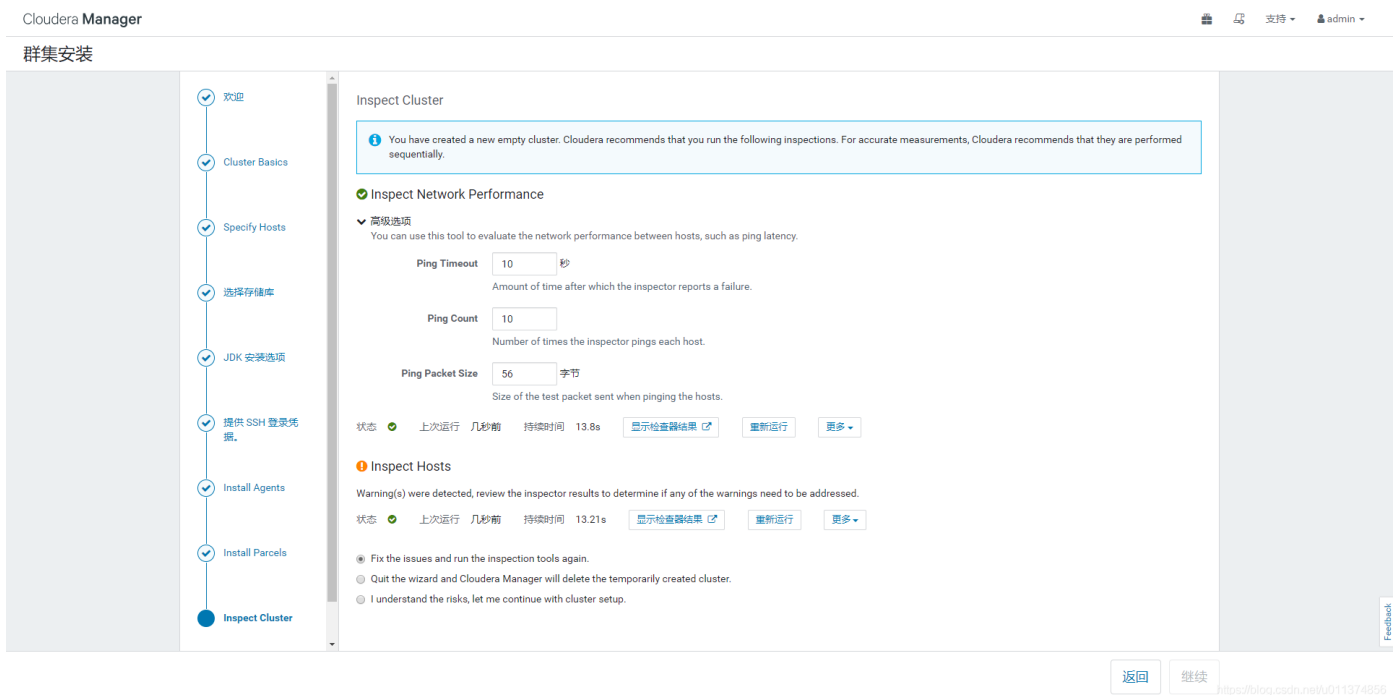 Cloudera Manager
支持
admin
群集安装
欢迎
Cluster Basics
Specify Hosts
选择存储库
JDK 安装选项
提供 SSH 登录凭
据。
Install Agents
Install Parcels
Inspect Cluster
Inspect Cluster
You have created a new empty cluster. Cloudera recommends that you run the following inspections. For accurate measurements, Cloudera recommends that they are performed
sequentially.
Inspect Network Performance
高级选项
You can use this tool to evaluate the network performance between hosts, such as ping latency.
Ping Timeout 10 秒
Amount of time after which the inspector reports a failure.
Ping Count 10
Number of times the inspector pings each host.
Ping Packet Size 56 字节
Size of the test packet sent when pinging the hosts.
状态 上次运行 几秒前 持续时间 13.8s 显示检查器结果 重新运行 更多
Inspect Hosts
Warning(s) were detected, review the inspector results to determine if any of the warnings need to be addressed.
状态 上次运行 几秒前 持续时间 13.21s 显示检查器结果 重新运行 更多
Fix the issues and run the inspection tools again.
Quit the wizard and Cloudera Manager will delete the temporarily created cluster.
I understand the risks, let me continue with cluster setup.
Feedback
返回 继续
https://blog.csdn.net/u011374856